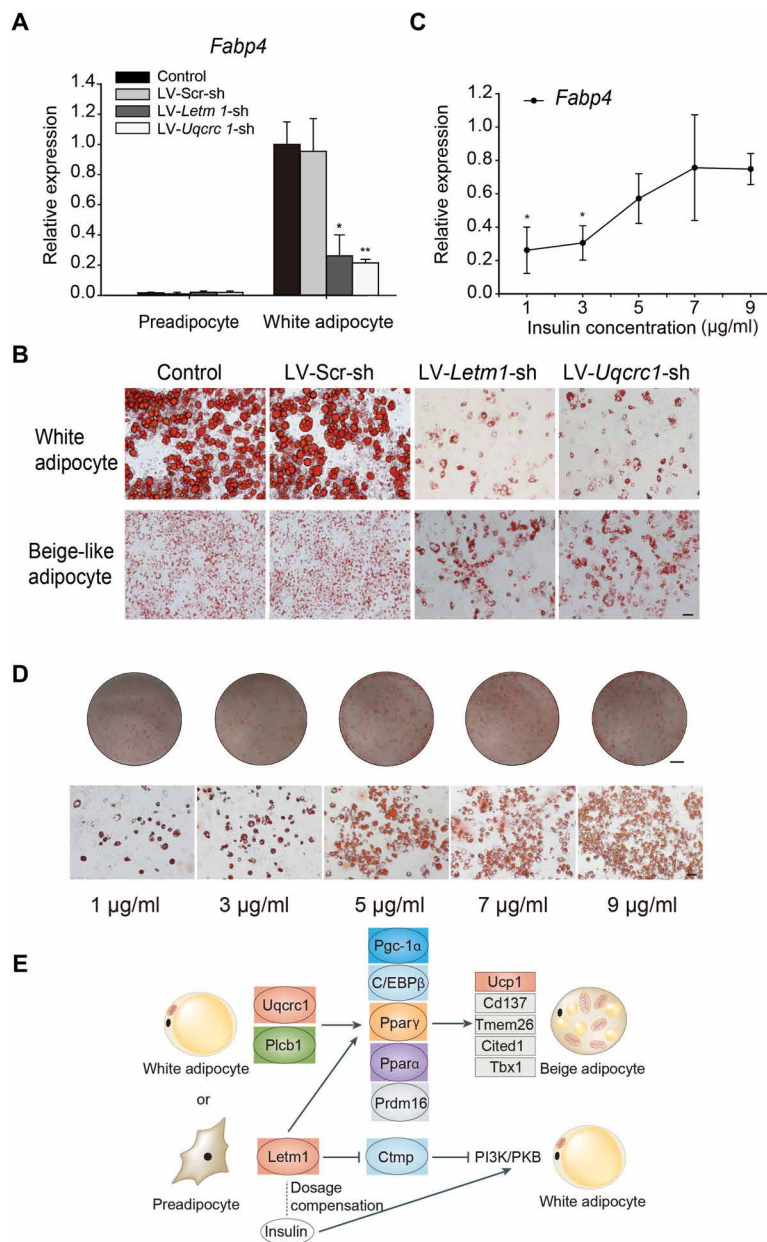 A
Fabp4
Control
LV-Scr-sh
LV-Letm 1-sh
LV-Uqcrc 1-sh
Relative expression
1.4
1.2
1.0
0.8
0.6
0.4
0.2
0.0
*
**
Preadipocyte
White adipocyte
C
Fabp4
Relative expression
1.2
1.0
0.8
0.6
0.4
0.2
0
*
*
1 3 5 7 9
Insulin concentration (µg/ml)
B
Control LV-Scr-sh LV-Letm1-sh LV-Uqcrc1-sh
White
adipocyte
Beige-like
adipocyte
D
1 µg/ml 3 µg/ml 5 µg/ml 7 µg/ml 9 µg/ml
E
White adipocyte
or
Preadipocyte
Uqcrc1
Plcb1
Letm1
Dosage
compensation
Insulin
Pgc-1α
C/EBPβ
Pparγ
Pparα
Prdm16
Ctmp
Ucp1
Cd137
Tmem26
Cited1
Tbx1
PI3K/PKB
Beige adipocyte
White adipocyte